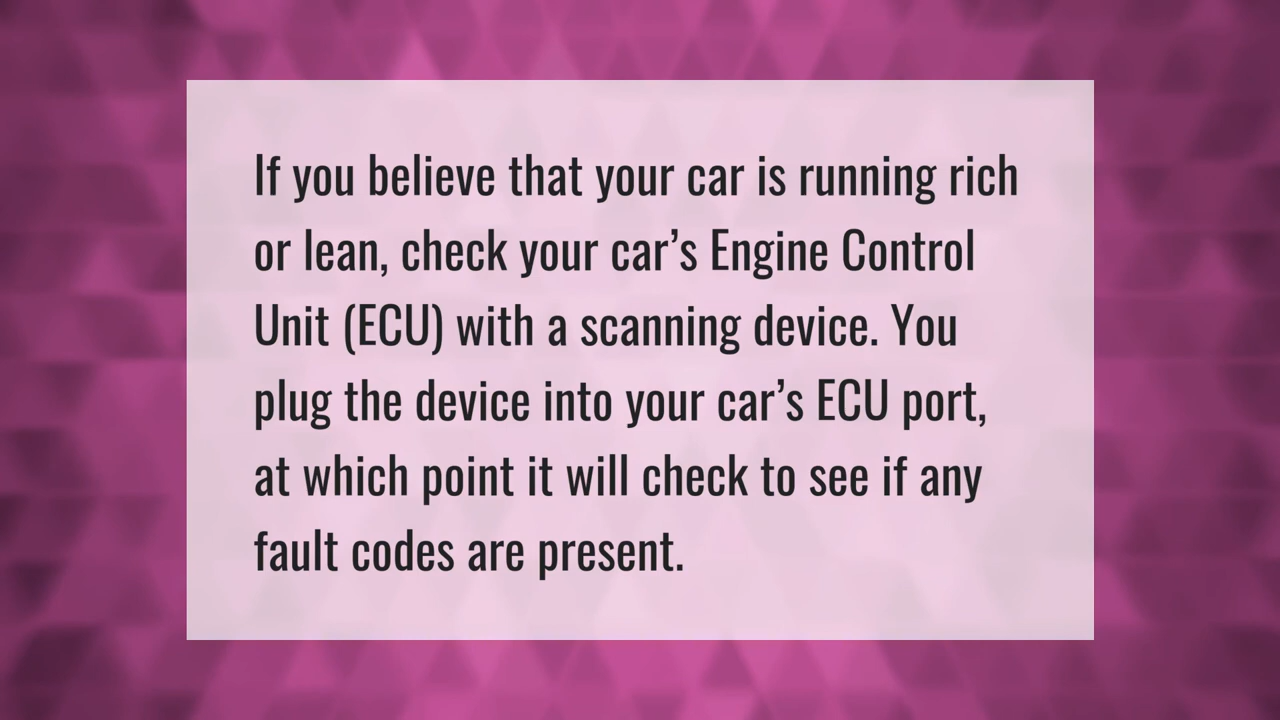 If you believe that your car is running rich
or lean, check your car’s Engine Control
Unit (ECU) with a scanning device. You
plug the device into your car’s ECU port,
at which point it will check to see if any
fault codes are present.